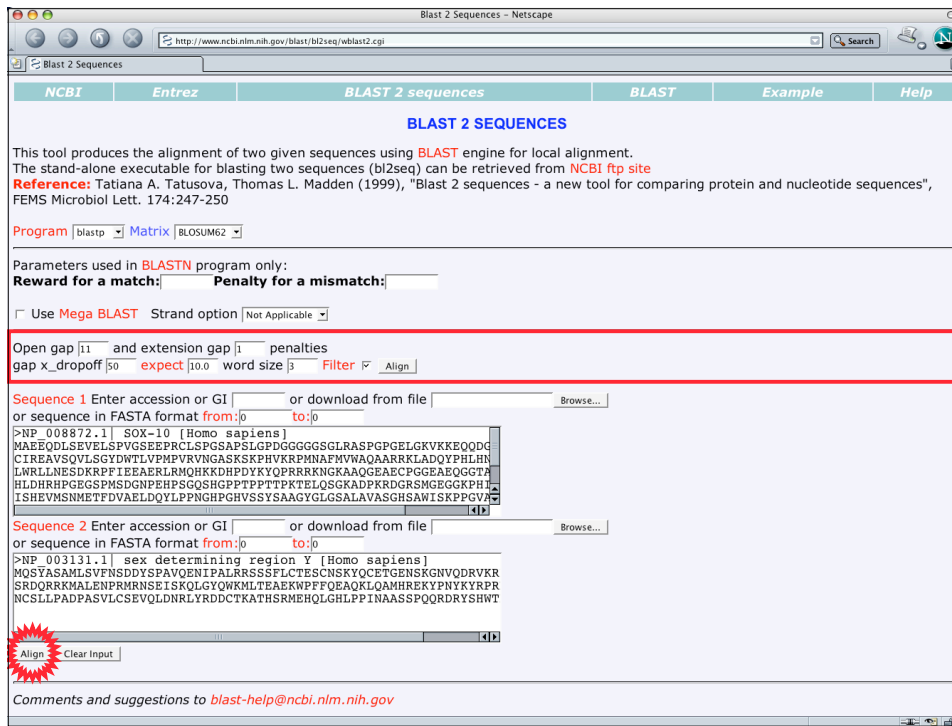 Blast 2 Sequences - Netscape
http://www.ncbi.nlm.nih.gov/blast/bl2seq/wblast2.cgi
Search
N
Blast 2 Sequences
NCBI Entrez BLAST 2 sequences BLAST Example Help
BLAST 2 SEQUENCES
This tool produces the alignment of two given sequences using BLAST engine for local alignment.
The stand-alone executable for blasting two sequences (bl2seq) can be retrieved from NCBI ftp site
Reference: Tatiana A. Tatusova, Thomas L. Madden (1999), "Blast 2 sequences - a new tool for comparing protein and nucleotide sequences",
FEMS Microbiol Lett. 174:247-250
Program blastp Matrix BLOSUM62
Parameters used in BLASTN program only:
Reward for a match: Penalty for a mismatch:
Use Mega BLAST Strand option Not Applicable
Open gap 11 and extension gap 1 penalties
gap x_dropoff 50 expect 10.0 word size 3 Filter Align
Sequence 1 Enter accession or GI or download from file Browse...
or sequence in FASTA format from: 0 to: 0
>NP_008872.1| SOX-10 [Homo sapiens]
MAEEQDLSEVELSPVGSEEPRCLSPGSAPSLGPDGGGGGSGLRASPGPGELGKVKKEQQDG
CIREAVSQVLSGYDWTLVPMPVRVNGASKSKPHVKRPMNAFMVWAQAARRKLADQYPHLHN
LWRLLNESDKRPFIEEAERLRMQHKKDHPDYKYQPRRRKNGKAAQGEAECPGGEAEQGGTA
HLDHRHPGEGSPMSDGNPEHPSGQSHGPPTPPTTPKTELQSGKADPKRDGRSMGEGGKPHI
ISHEVMSNMETFDVAELDQYLPPNGHPGHVSSYSAAGYGLGSALAVASGHSAWISKPPGVA
Sequence 2 Enter accession or GI or download from file Browse...
or sequence in FASTA format from: 0 to: 0
>NP_003131.1| sex determining region Y [Homo sapiens]
MQSYASAMLSVFNSDDYSPAVQENIPALRRSSSFLCTESCNSKYQCETGENSKGNVQDRVKR
SRDQRRKMALENPRMRNSEISKQLGYQWKMLTEAEKWPFFQEAQKLQAMHREKYPNYKYRPR
NCSLLPADPASVLCSEVQLDNRLYRDDCTKATHSRMEHQLGHLPPINAASSPQQRDRYSHWT
Align Clear Input
Comments and suggestions to blast-help@ncbi.nlm.nih.gov